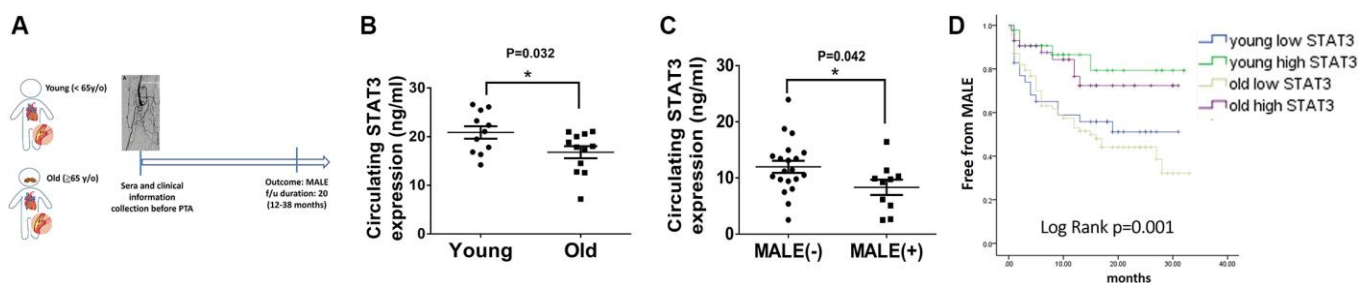 A
Young (< 65y/o)
Old (≧65 y/o)
A
Sera and clinical
information
collection before PTA
Outcome: MALE
f/u duration: 20
(12-38 months)
B
P=0.032
*
Circulating STAT3
expression (ng/ml)
30
20
10
0
Young Old
C
P=0.042
*
Circulating STAT3
expression (ng/ml)
30
20
10
0
MALE(-) MALE(+)
D
Free from MALE
1.0
0.8
0.6
0.4
0.2
0.0
young low STAT3
young high STAT3
old low STAT3
old high STAT3
Log Rank p=0.001
.00 10.00 20.00 30.00 40.00
months